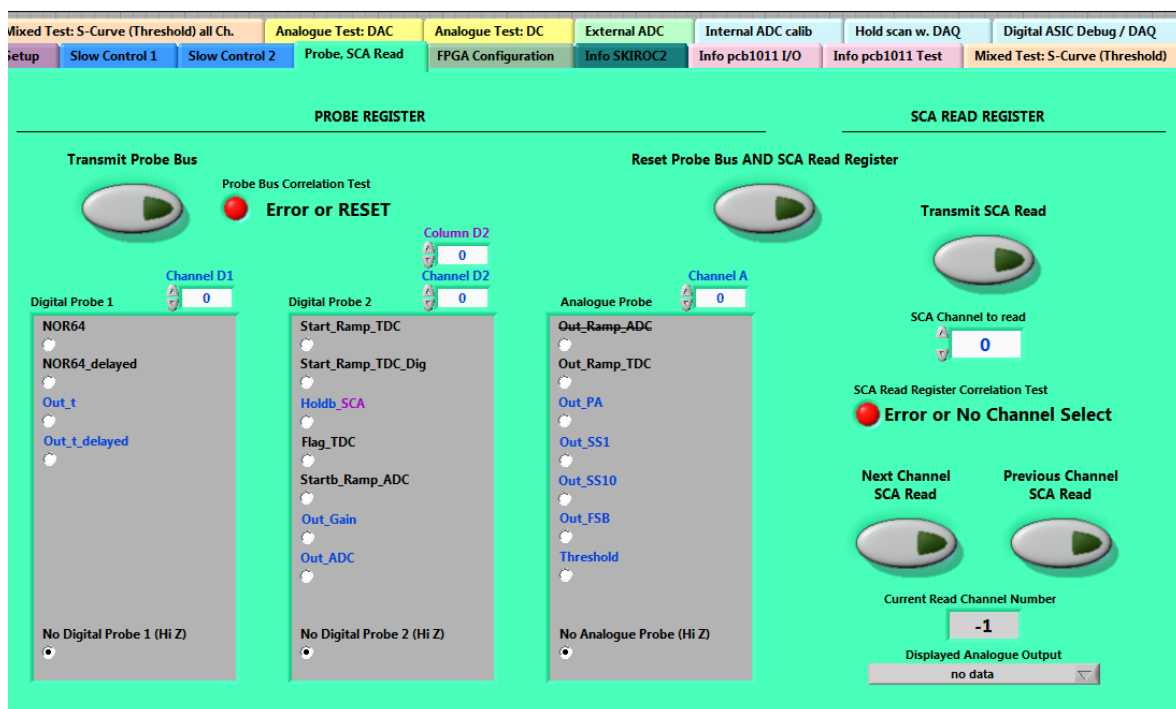 Mixed Test: S-Curve (Threshold) all Ch. Analogue Test: DAC Analogue Test: DC External ADC Internal ADC calib Hold scan w. DAQ Digital ASIC Debug / DAQ
Setup Slow Control 1 Slow Control 2 Probe, SCA Read FPGA Configuration Info SKIROC2 Info pcb1011 I/O Info pcb1011 Test Mixed Test: S-Curve (Threshold)
PROBE REGISTER
SCA READ REGISTER
Transmit Probe Bus
Reset Probe Bus AND SCA Read Register
Probe Bus Correlation Test
Error or RESET
Column D2
0
Channel D1
0
Channel D2
0
Channel A
0
Digital Probe 1
NOR64
NOR64_delayed
Out_t
Out_t_delayed
No Digital Probe 1 (Hi Z)
Digital Probe 2
Start_Ramp_TDC
Start_Ramp_TDC_Dig
Holdb_SCA
Flag_TDC
Startb_Ramp_ADC
Out_Gain
Out_ADC
No Digital Probe 2 (Hi Z)
Analogue Probe
Out_Ramp_ADC
Out_Ramp_TDC
Out_PA
Out_SS1
Out_SS10
Out_FSB
Threshold
No Analogue Probe (Hi Z)
Transmit SCA Read
SCA Channel to read
0
SCA Read Register Correlation Test
Error or No Channel Select
Next Channel
SCA Read
Previous Channel
SCA Read
Current Read Channel Number
-1
Displayed Analogue Output
no data